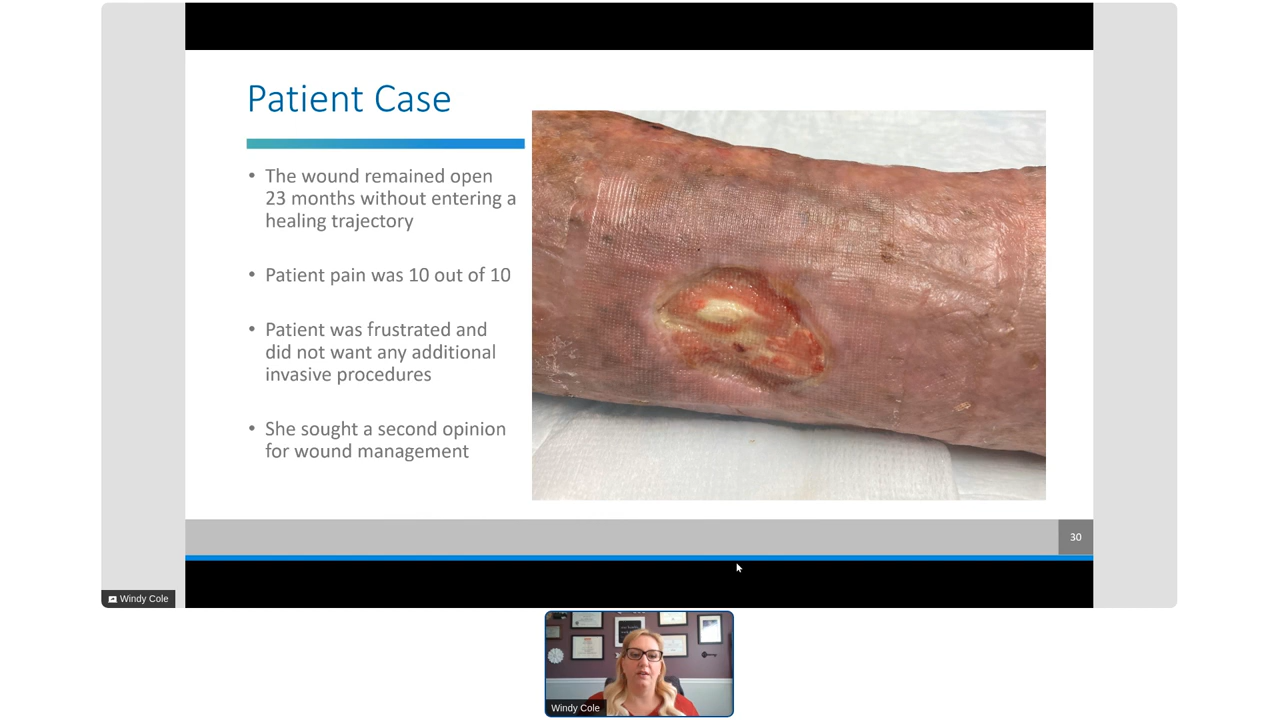 Patient Case
• The wound remained open
23 months without entering a
healing trajectory
• Patient pain was 10 out of 10
• Patient was frustrated and
did not want any additional
invasive procedures
• She sought a second opinion
for wound management
30
Windy Cole
Windy Cole